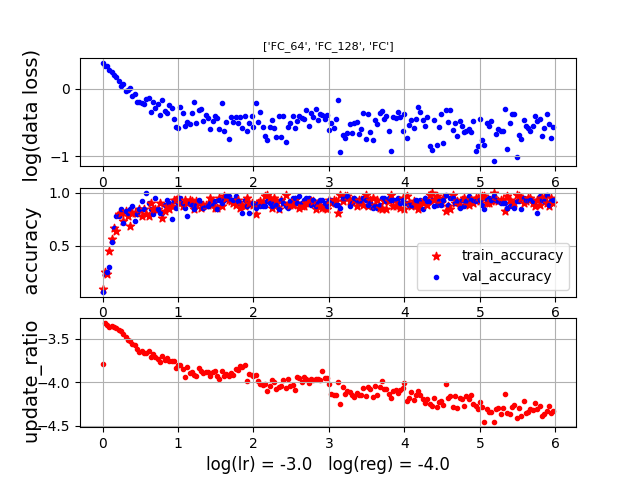 ['FC_64', 'FC_128', 'FC']
log(data loss)
0
−1
0 1 2 3 4 5 6
accuracy
1.0
0.5
train_accuracy
val_accuracy
0 1 2 3 4 5 6
update_ratio
−3.5
−4.0
−4.5
0 1 2 3 4 5 6
log(lr) = -3.0 log(reg) = -4.0